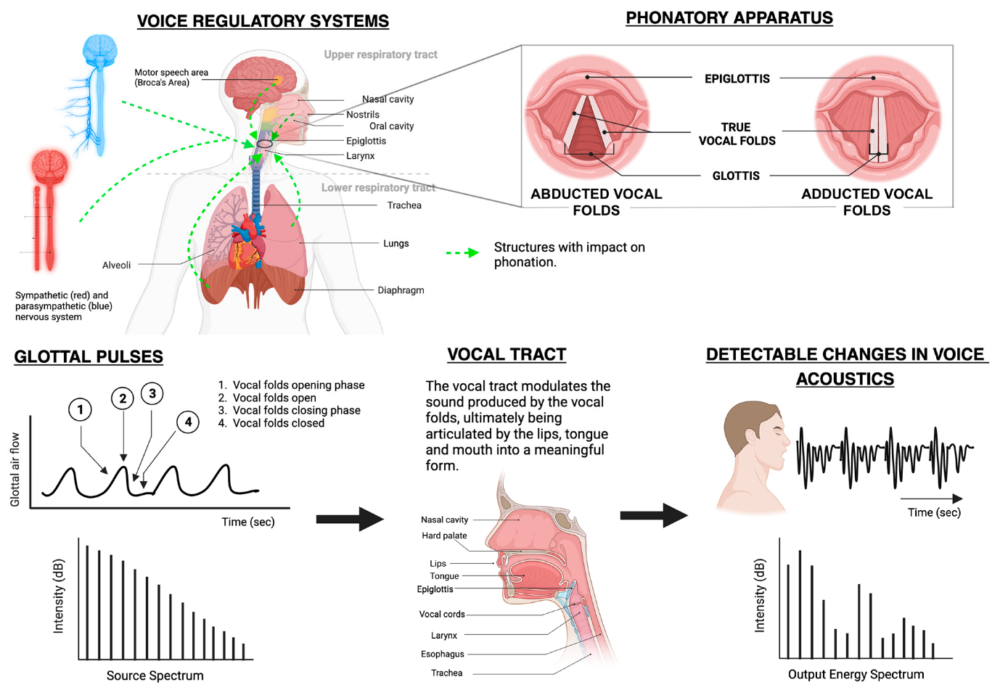 VOICE REGULATORY SYSTEMS
Upper respiratory tract
Motor speech area
(Broca's Area)
Nasal cavity
Nostrils
Oral cavity
Epiglottis
Larynx
Lower respiratory tract
Trachea
Lungs
Alveoli
Diaphragm
Sympathetic (red) and
parasympathetic (blue)
nervous system
Structures with impact on
phonation.
PHONATORY APPARATUS
EPIGLOTTIS
TRUE
VOCAL FOLDS
GLOTTIS
ABDUCTED VOCAL
FOLDS
ADDUCTED VOCAL
FOLDS
GLOTTAL PULSES
1
2
3
4
1. Vocal folds opening phase
2. Vocal folds open
3. Vocal folds closing phase
4. Vocal folds closed
Glottal air flow
Time (sec)
Intensity (dB)
Source Spectrum
VOCAL TRACT
The vocal tract modulates the
sound produced by the vocal
folds, ultimately being
articulated by the lips, tongue
and mouth into a meaningful
form.
Nasal cavity
Hard palate
Lips
Tongue
Epiglottis
Vocal cords
Larynx
Esophagus
Trachea
DETECTABLE CHANGES IN VOICE
ACOUSTICS
Time (sec)
Intensity (dB)
Output Energy Spectrum